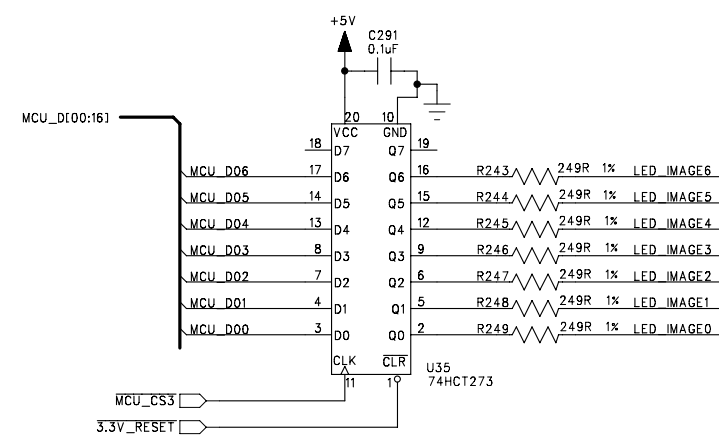 +5V
C291
0.1uF
MCU_D[00:16]
20 10
VCC GND
18 D7 Q7 19
MCU_D06 17 D6 Q6 16 R243 249R 1% LED_IMAGE6
MCU_D05 14 D5 Q5 15 R244 249R 1% LED_IMAGE5
MCU_D04 13 D4 Q4 12 R245 249R 1% LED_IMAGE4
MCU_D03 8 D3 Q3 9 R246 249R 1% LED_IMAGE3
MCU_D02 7 D2 Q2 6 R247 249R 1% LED_IMAGE2
MCU_D01 4 D1 Q1 5 R248 249R 1% LED_IMAGE1
MCU_D00 3 D0 Q0 2 R249 249R 1% LED_IMAGE0
CLK CLR
U35
11 1 74HCT273
MCU_CS3
3.3V_RESET